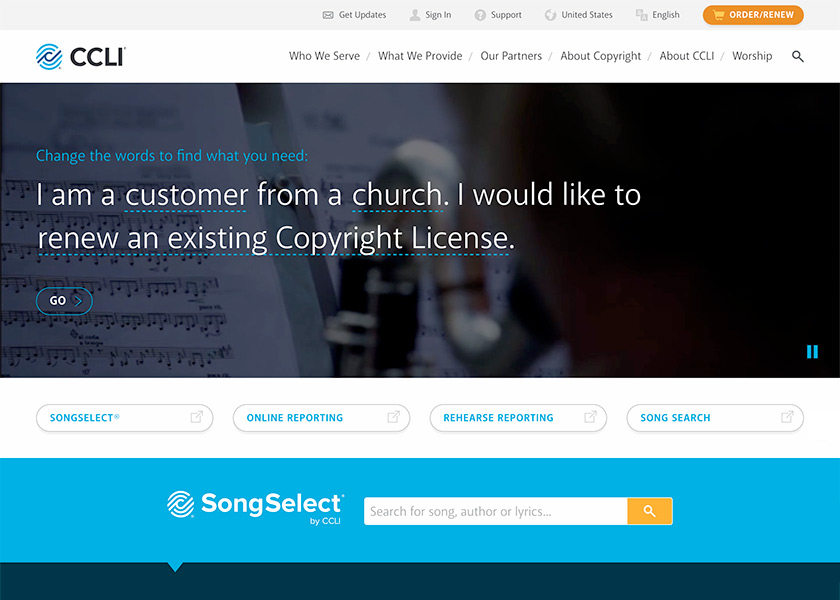 Get Updates Sign In Support United States English ORDER/RENEW
CCLI®
Who We Serve / What We Provide / Our Partners / About Copyright / About CCLI / Worship
Change the words to find what you need:
I am a customer from a church. I would like to
renew an existing Copyright License.
GO
SONGSELECT® ONLINE REPORTING REHEARSE REPORTING SONG SEARCH
SongSelect®
by CCLI
Search for song, author or lyrics...